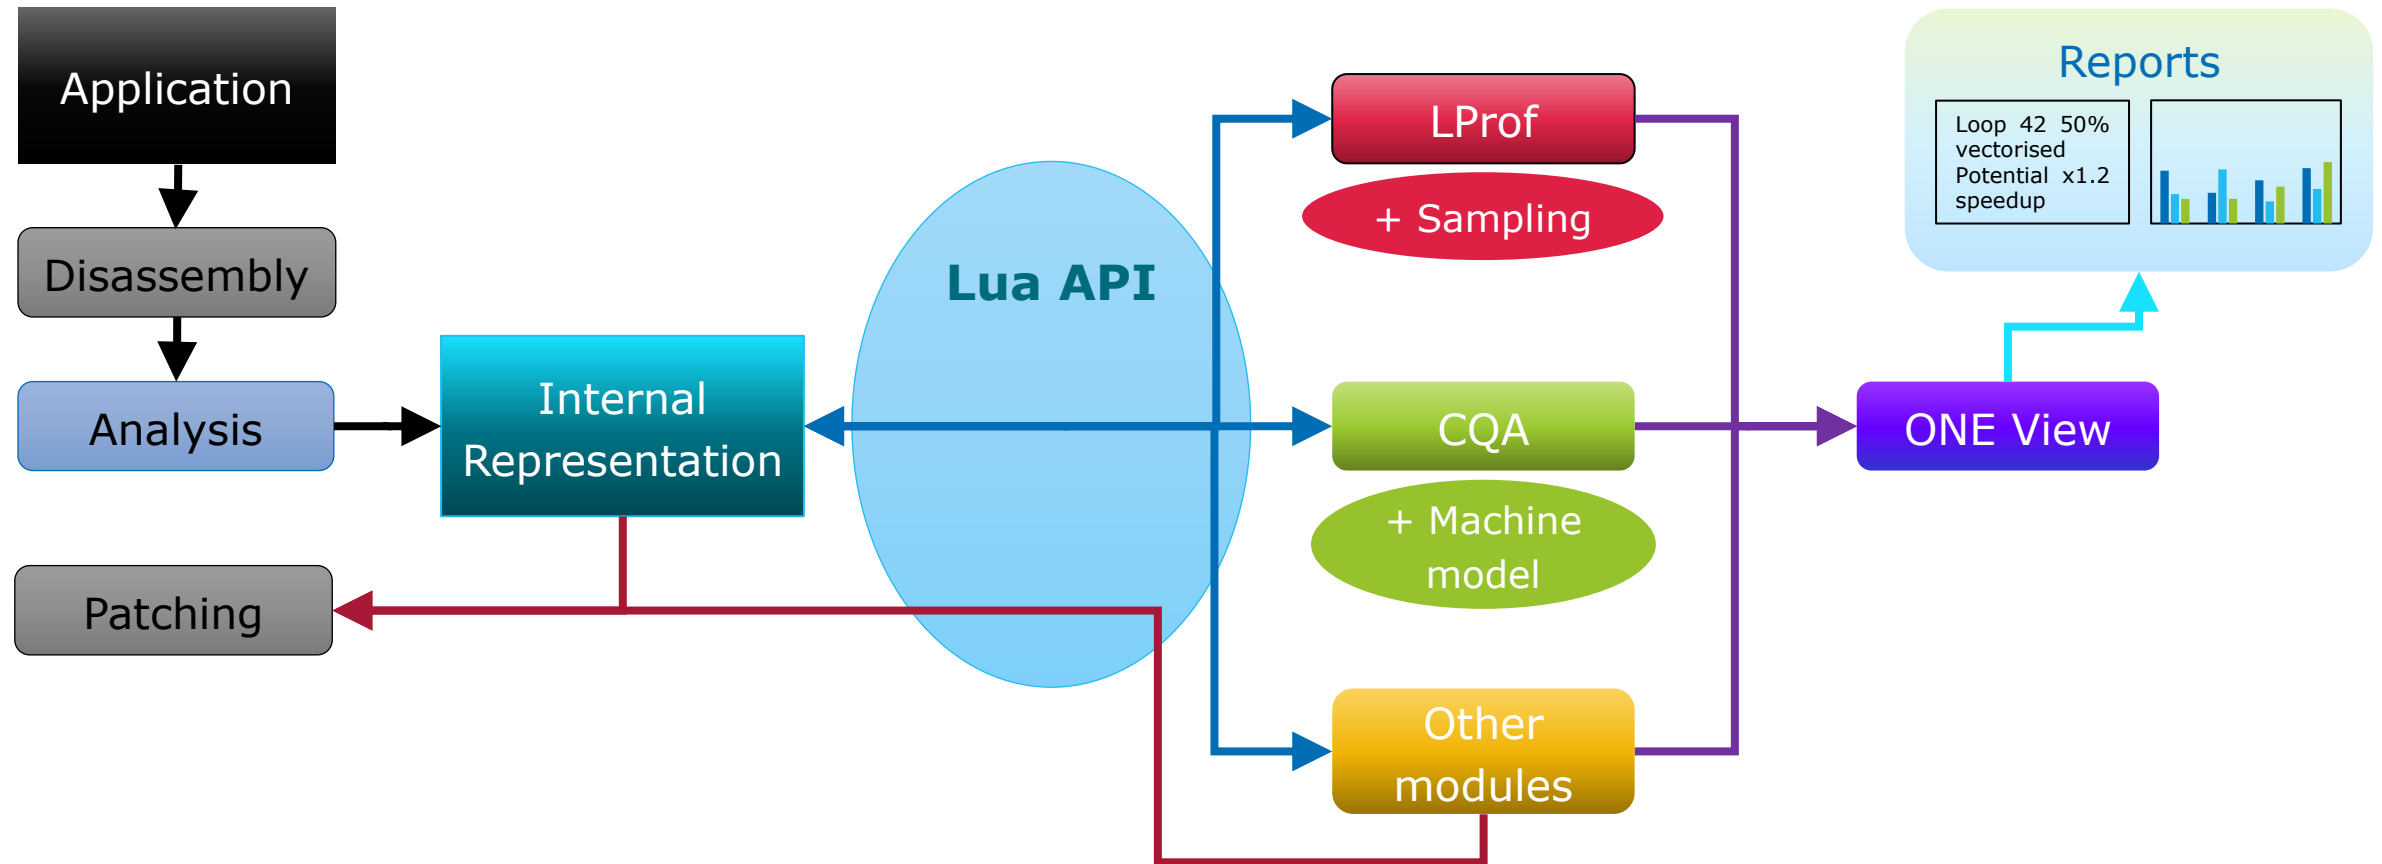 Application
Disassembly
Analysis
Patching
Internal
Representation
Lua API
LProf
+ Sampling
CQA
+ Machine
model
Other
modules
ONE View
Reports
Loop 42 50%
vectorised
Potential x1.2
speedup